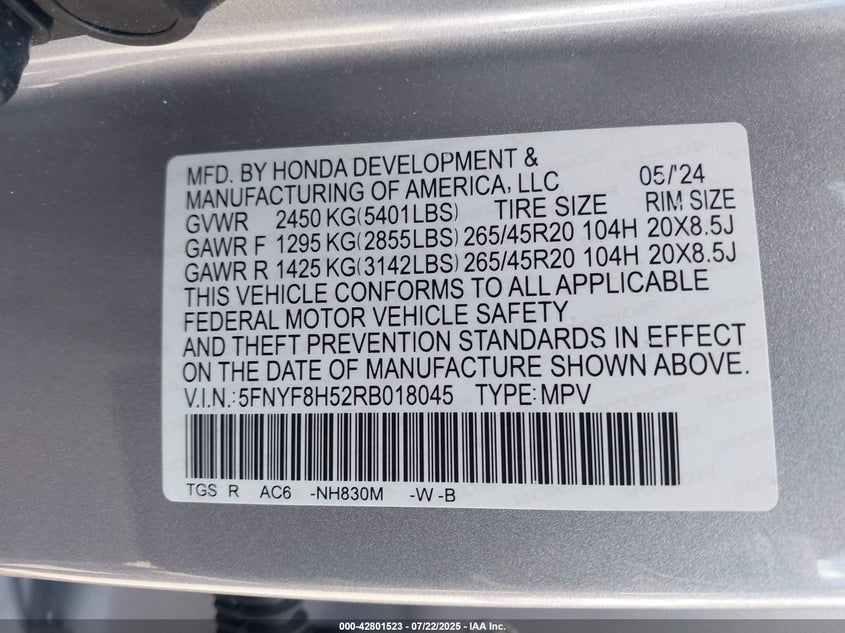 MFD. BY HONDA DEVELOPMENT &
MANUFACTURING OF AMERICA, LLC 05/'24
GVWR 2450 KG(5401LBS) TIRE SIZE RIM SIZE
GAWR F 1295 KG(2855LBS) 265/45R20 104H 20X8.5J
GAWR R 1425 KG(3142LBS) 265/45R20 104H 20X8.5J
THIS VEHICLE CONFORMS TO ALL APPLICABLE
FEDERAL MOTOR VEHICLE SAFETY
AND THEFT PREVENTION STANDARDS IN EFFECT
ON THE DATE OF MANUFACTURE SHOWN ABOVE.
V.I.N.:5FNYF8H52RB018045 TYPE:MPV
TGS R AC6 -NH830M -W -B
000-42801523 - 07/22/2025 - IAA Inc.